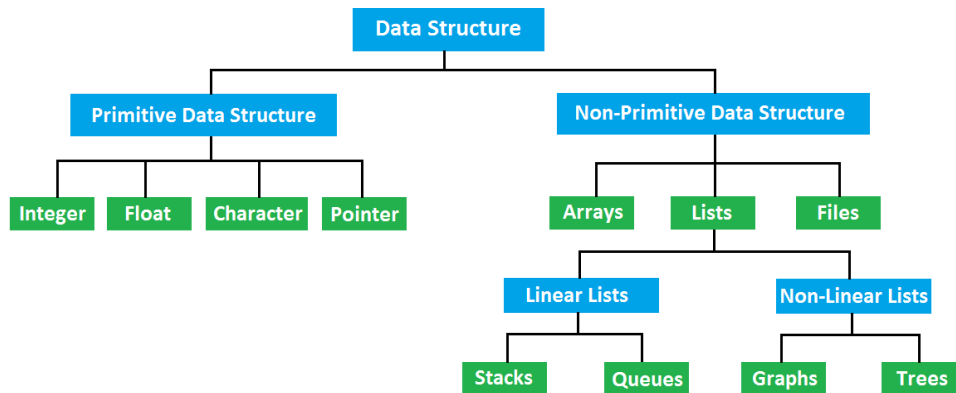 Data Structure
Primitive Data Structure
Non-Primitive Data Structure
Integer
Float
Character
Pointer
Arrays
Lists
Files
Linear Lists
Non-Linear Lists
Stacks
Queues
Graphs
Trees